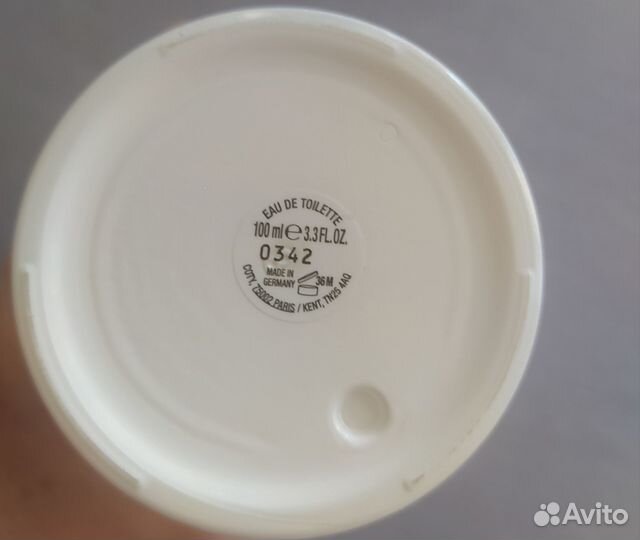 EAU DE TOILETTE
100 ml e 3.3 FL.OZ.
0342
MADE IN
GERMANY
36 M
COTY, 75002 PARIS / KENT, TN25 4AQ
Avito